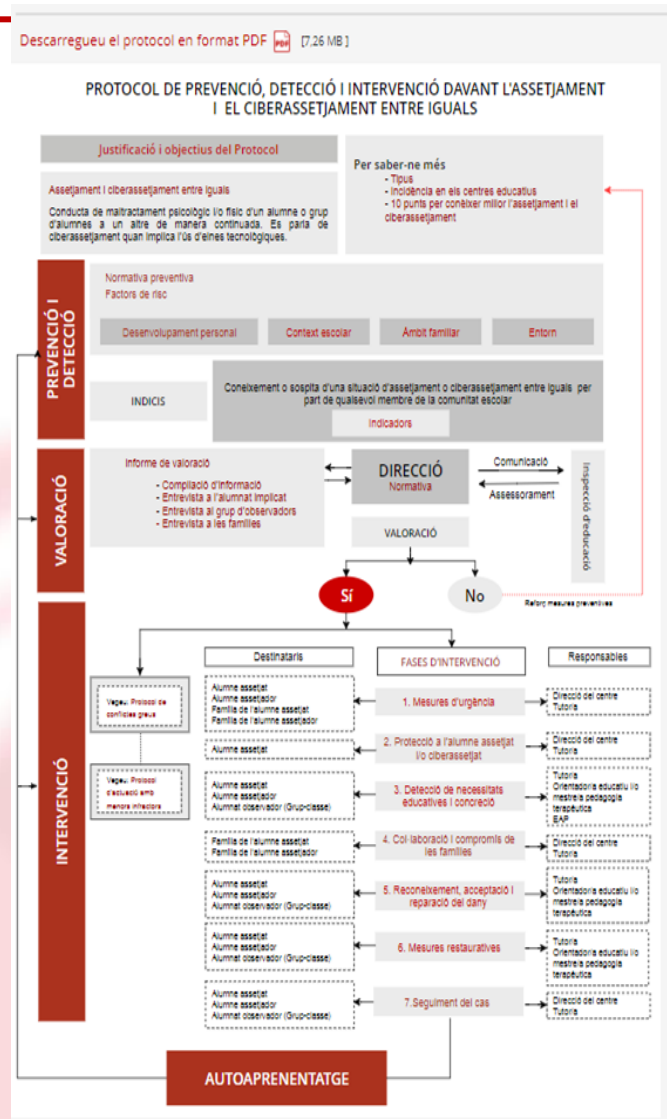 Descarregueu el protocol en format PDF PDF [7,26 MB ]
PROTOCOL DE PREVENCIÓ, DETECCIÓ I INTERVENCIÓ DAVANT L'ASSETJAMENT
I EL CIBERASSETJAMENT ENTRE IGUALS
Justificació i objectius del Protocol
Assetjament i ciberassetjament entre iguals
Conducta de maltractament psicològic i/o físic d'un alumne o grup
d'alumnes a un altre de manera continuada. Es parla de
ciberassetjament quan implica l'ús d'eines tecnològiques.
Per saber-ne més
- Tipus
- Incidència en els centres educatius
- 10 punts per conèixer millor l'assetjament i el
ciberassetjament
PREVENCIÓ I
DETECCIÓ
Normativa preventiva
Factors de risc
Desenvolupament personal
Context escolar
Àmbit familiar
Entorn
INDICIS
Coneixement o sospita d'una situació d'assetjament o ciberassetjament entre iguals per
part de qualsevol membre de la comunitat escolar
Indicadors
VALORACIÓ
Informe de valoració
- Compilació d'informació
- Entrevista a l'alumnat implicat
- Entrevista al grup d'observadors
- Entrevista a les famílies
DIRECCIÓ
Normativa
Comunicació
Assessorament
Inspecció d'educació
VALORACIÓ
Sí
No
Reforç mesures preventives
INTERVENCIÓ
Destinataris
FASES D'INTERVENCIÓ
Responsables
Vegeu: Protocol de
conflictes greus
Vegeu: Protocol
d'actuació amb
menors infractors
Alumne assetjat
Alumne assetjador
Família de l'alumne assetjat
Família de l'alumne assetjador
1. Mesures d'urgència
Direcció del centre
Tutoria
Alumne assetjat
2. Protecció a l'alumne assetjat
i/o ciberassetjat
Direcció del centre
Tutoria
Alumne assetjat
Alumne assetjador
Alumnat observador (Grup-classe)
3. Detecció de necessitats
educatives i concreció
Tutoria
Orientador/a educatiu i/o
mestre/a pedagogia
terapèutica
EAP
Família de l'alumne assetjat
Família de l'alumne assetjador
4. Col·laboració i compromís de
les famílies
Direcció del centre
Tutoria
Alumne assetjat
Alumne assetjador
Alumnat observador (Grup-classe)
5. Reconeixement, acceptació i
reparació del dany
Tutoria
Orientador/a educatiu i/o
mestre/a pedagogia
terapèutica
Alumne assetjat
Alumne assetjador
Alumnat observador (Grup-classe)
6. Mesures restauratives
Tutoria
Orientador/a educatiu i/o
mestre/a pedagogia
terapèutica
Alumne assetjat
Alumne assetjador
Alumnat observador (Grup-classe)
7.Seguiment del cas
Direcció del centre
Tutoria
AUTOAPRENENTATGE